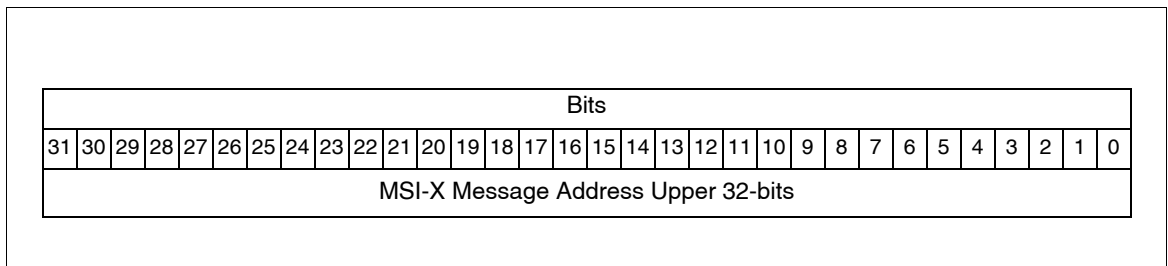 Bits
31 30 29 28 27 26 25 24 23 22 21 20 19 18 17 16 15 14 13 12 11 10 9 8 7 6 5 4 3 2 1 0
MSI-X Message Address Upper 32-bits